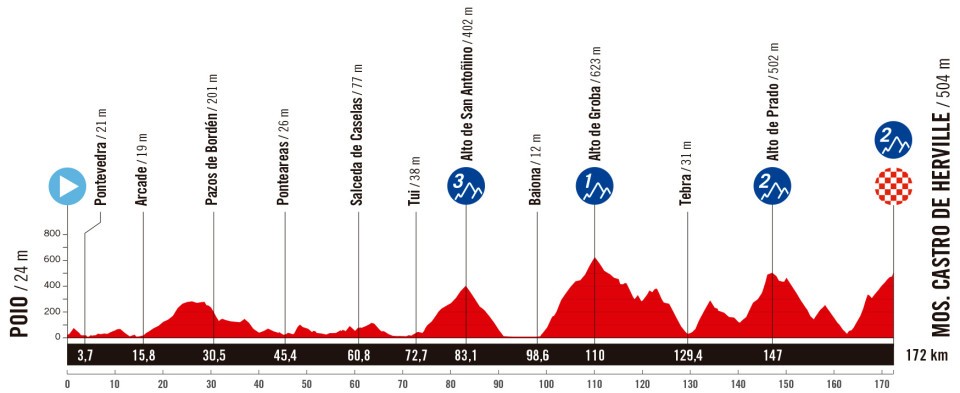 POIO / 24 m
Pontevedra / 21 m
Arcade / 19 m
Pazos de Bordén / 201 m
Ponteareas / 26 m
Salceda de Caselas / 77 m
Tui / 38 m
Alto de San Antoñino / 402 m
3
Baiona / 12 m
Alto de Groba / 623 m
1
Tebra / 31 m
Alto de Prado / 502 m
2
2
MOS. CASTRO DE HERVILLE / 504 m
800
600
400
200
0
3,7 15,8 30,5 45,4 60,8 72,7 83,1 98,6 110 129,4 147 172 km
0 10 20 30 40 50 60 70 80 90 100 110 120 130 140 150 160 170